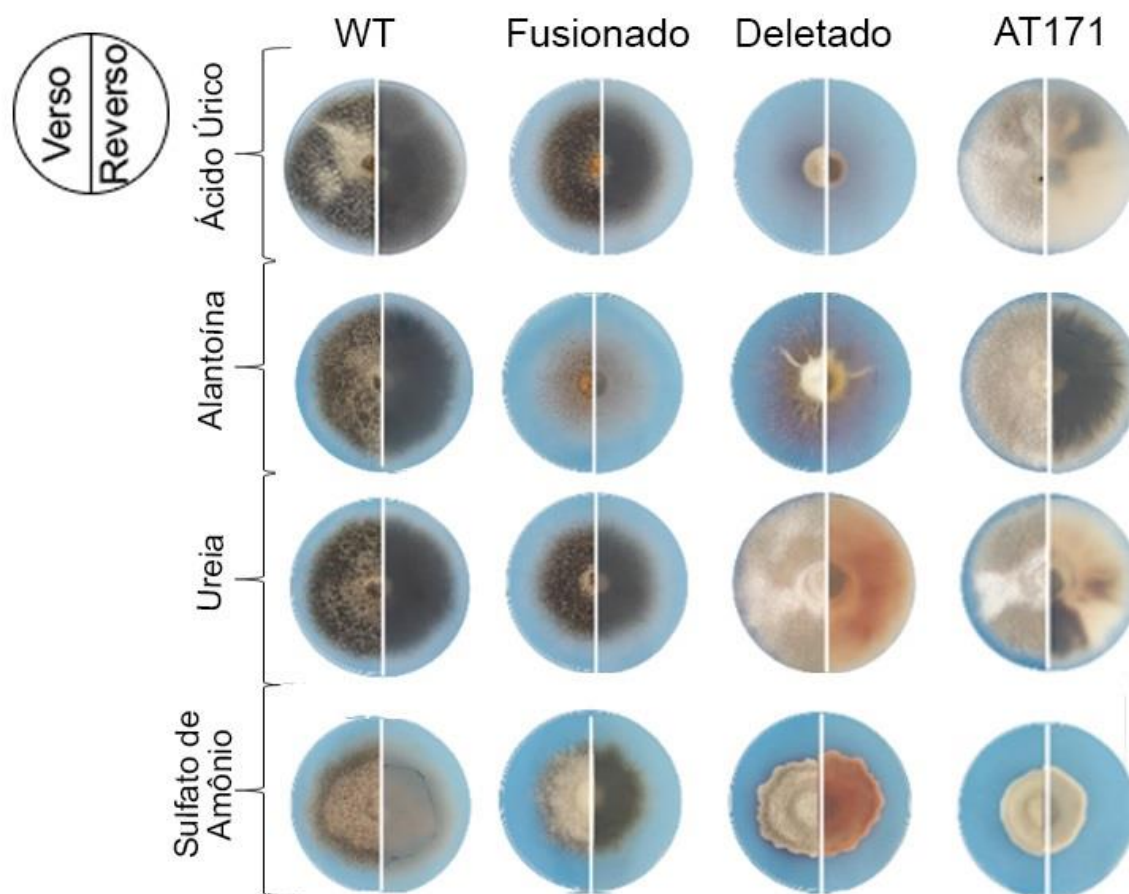 WT
Fusionado
Deletado
AT171
Verso
Reverso
Ácido Úrico
Alantoína
Ureia
Sulfato de
Amônio